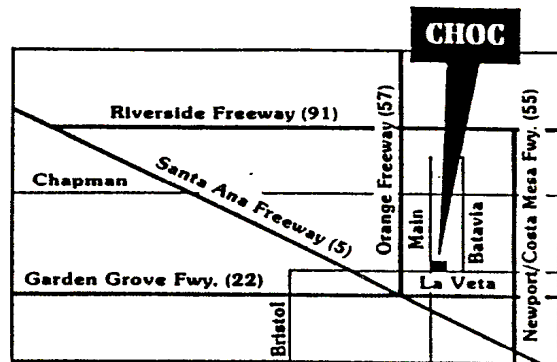 CHOC
Riverside Freeway (91)
Orange Freeway (57)
Newport/Costa Mesa Fwy. (55)
Santa Ana Freeway (5)
Chapman
Main
Batavia
Garden Grove Fwy. (22)
La Veta
Bristol